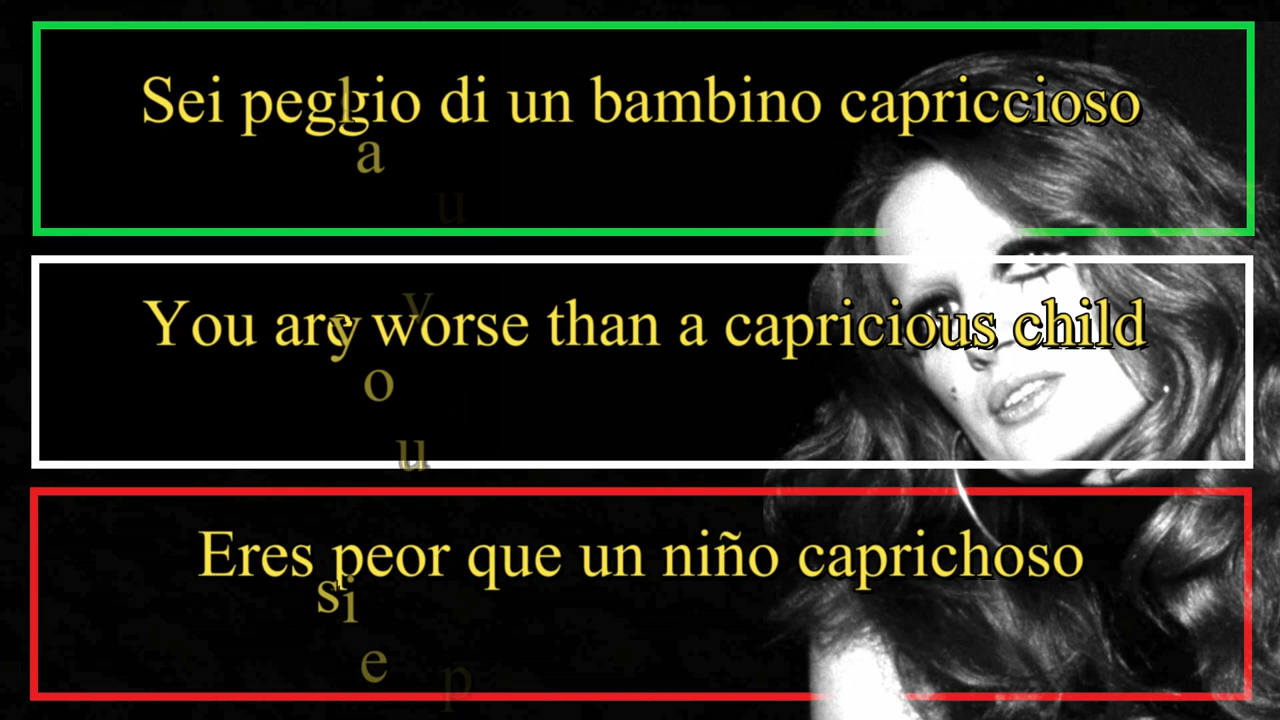 Sei peggio di un bambino capriccioso
You are worse than a capricious child
Eres peor que un niño caprichoso